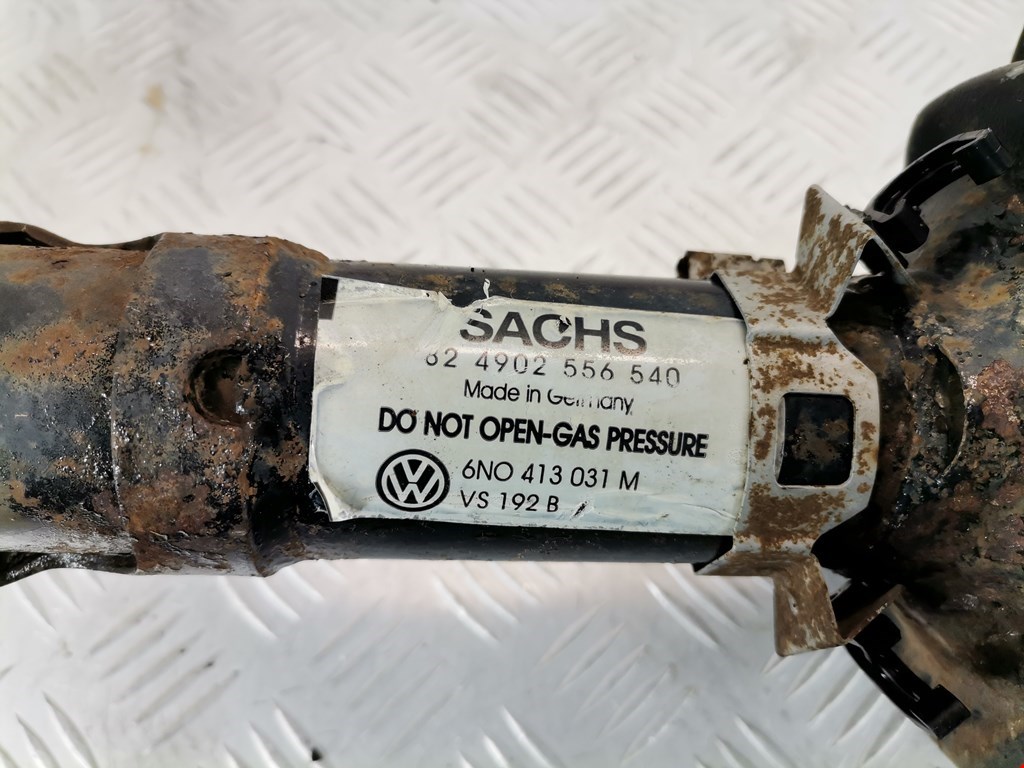 SACHS
82 4902 556 540
Made in Germany
DO NOT OPEN-GAS PRESSURE
6NO 413 031 M
VS 192 B